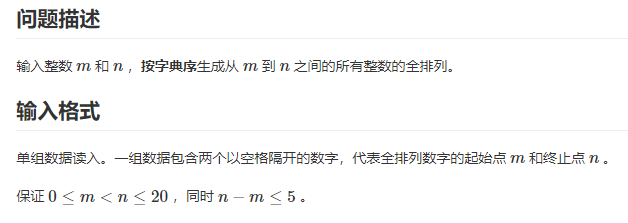 问题描述
输入整数 m 和 n ，按字典序生成从 m 到 n 之间的所有整数的全排列。
输入格式
单组数据读入。一组数据包含两个以空格隔开的数字，代表全排列数字的起始点 m 和终止点 n 。
保证 0 ≤ m < n ≤ 20 ，同时 n − m ≤ 5 。